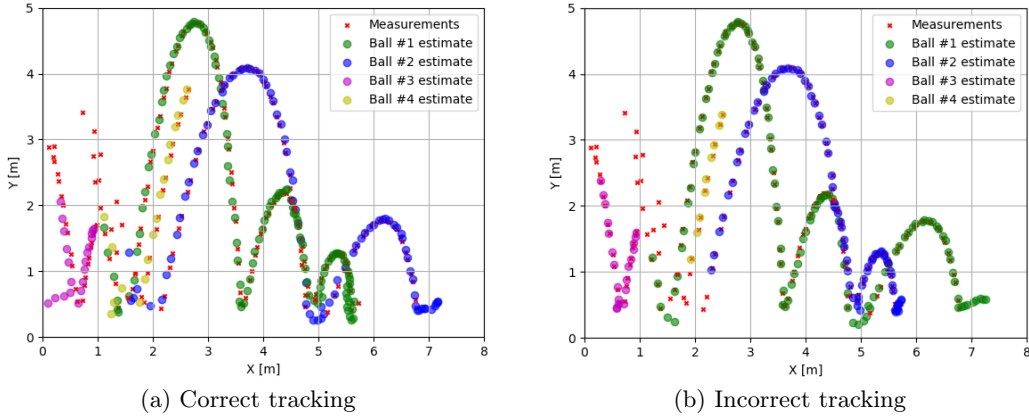 Measurements
Ball #1 estimate
Ball #2 estimate
Ball #3 estimate
Ball #4 estimate
Y [m]
5
4
3
2
1
0
0 1 2 3 4 5 6 7 8
X [m]
(a) Correct tracking
Measurements
Ball #1 estimate
Ball #2 estimate
Ball #3 estimate
Ball #4 estimate
Y [m]
5
4
3
2
1
0
0 1 2 3 4 5 6 7 8
X [m]
(b) Incorrect tracking